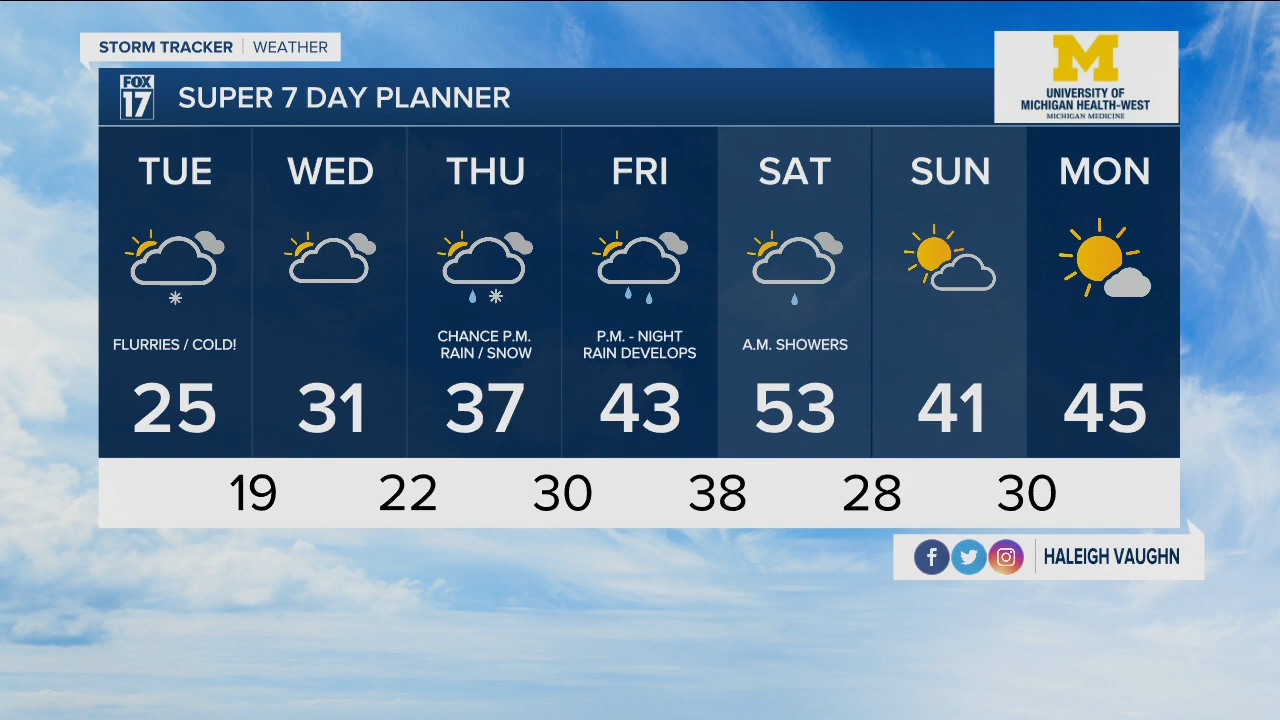 STORM TRACKER | WEATHER
FOX
17
SUPER 7 DAY PLANNER
M
UNIVERSITY OF
MICHIGAN HEALTH-WEST
MICHIGAN MEDICINE
TUE WED THU FRI SAT SUN MON
FLURRIES / COLD!
CHANCE P.M.
RAIN / SNOW
P.M. - NIGHT
RAIN DEVELOPS
A.M. SHOWERS
25 31 37 43 53 41 45
19 22 30 38 28 30
HALEIGH VAUGHN